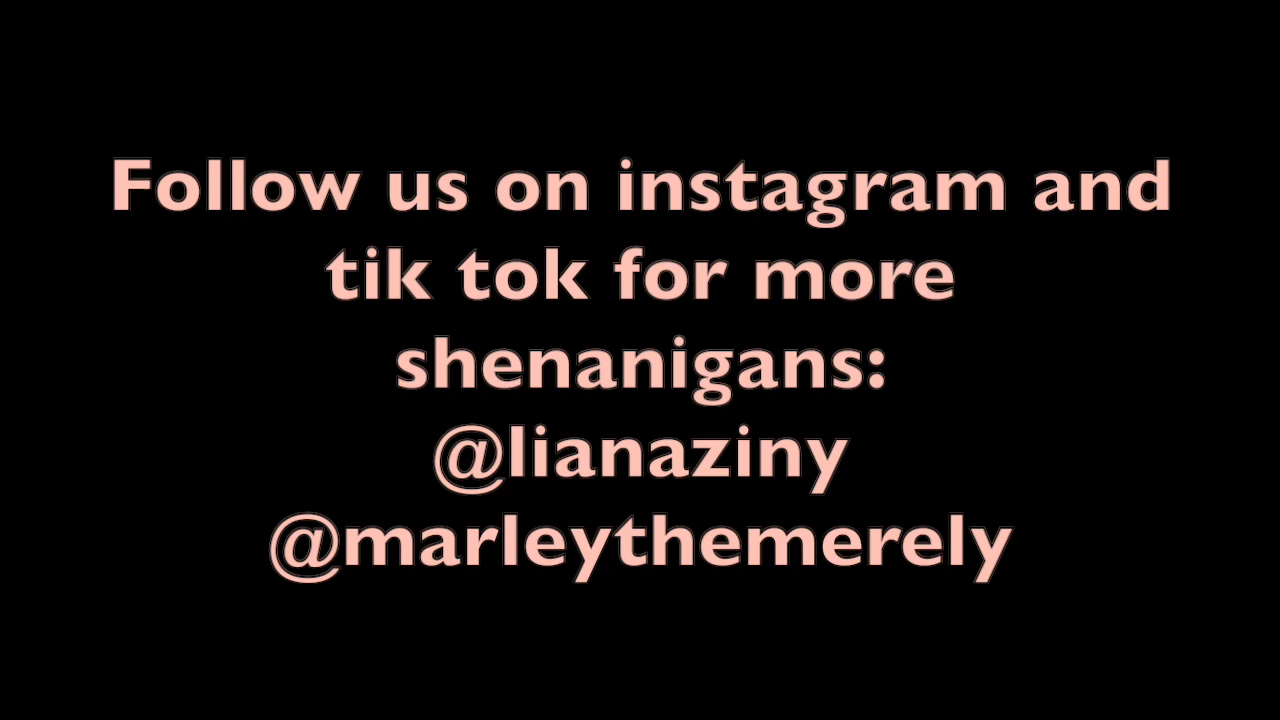 Follow us on instagram and
tik tok for more
shenanigans:
@lianaziny
@marleythemerely